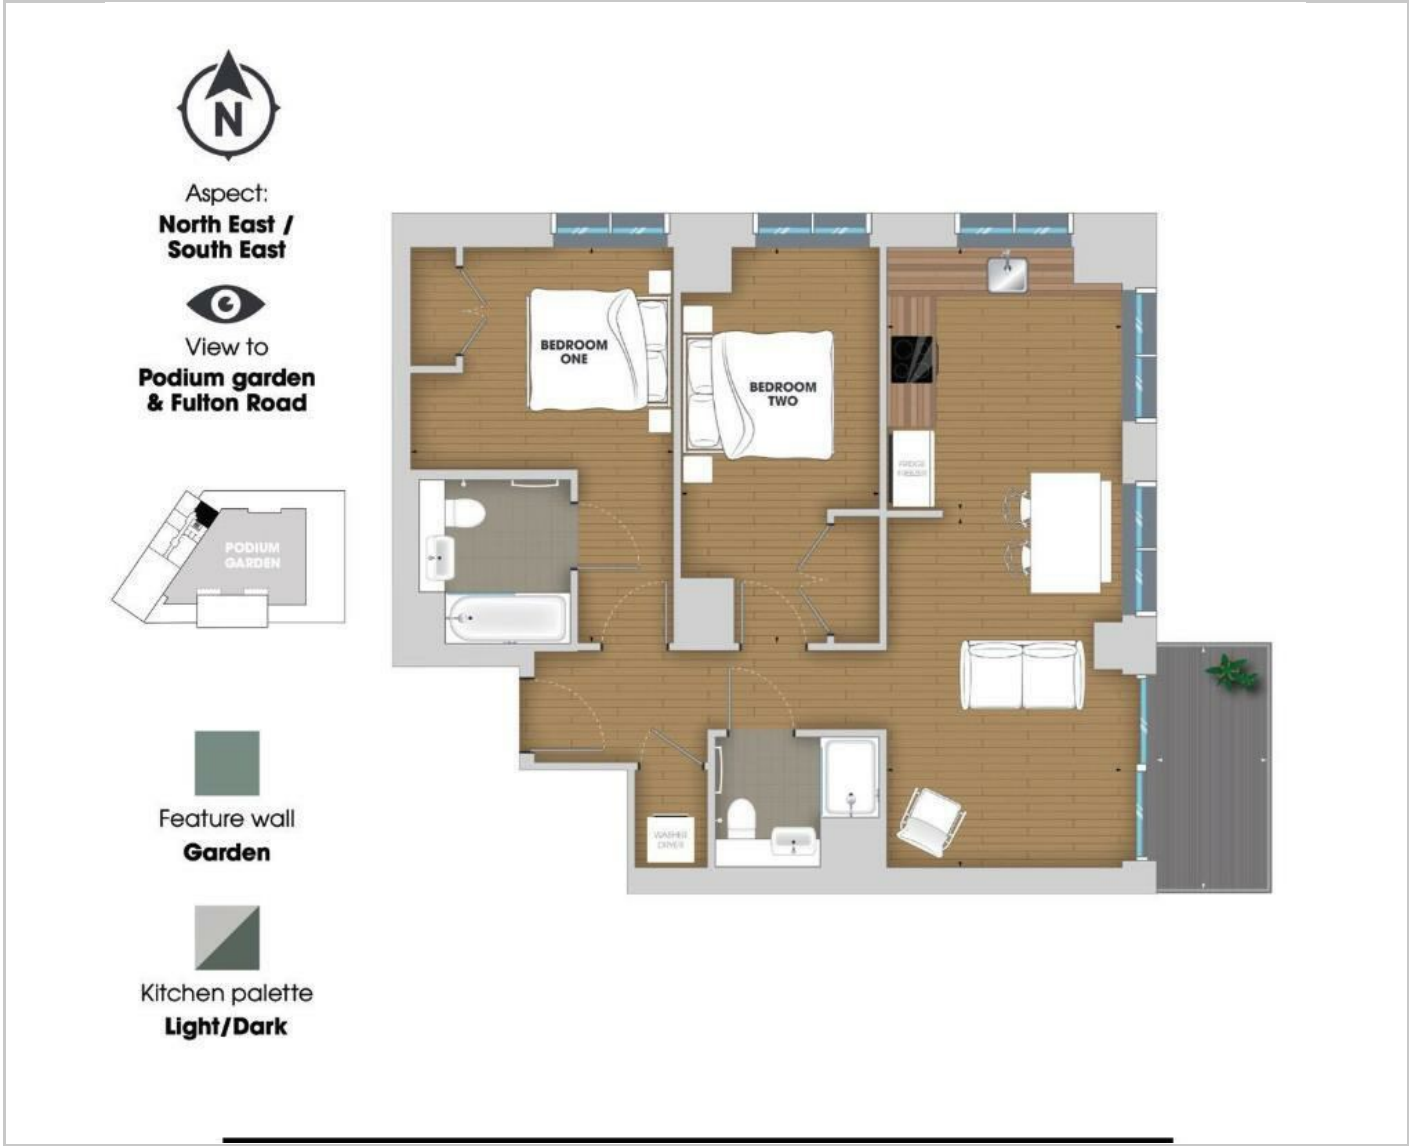 N
Aspect:
North East /
South East
View to
Podium garden
& Fulton Road
PODIUM
GARDEN
Feature wall
Garden
Kitchen palette
Light/Dark
BEDROOM
ONE
BEDROOM
TWO
FRIDGE
FREEZER
WASHER
DRYER